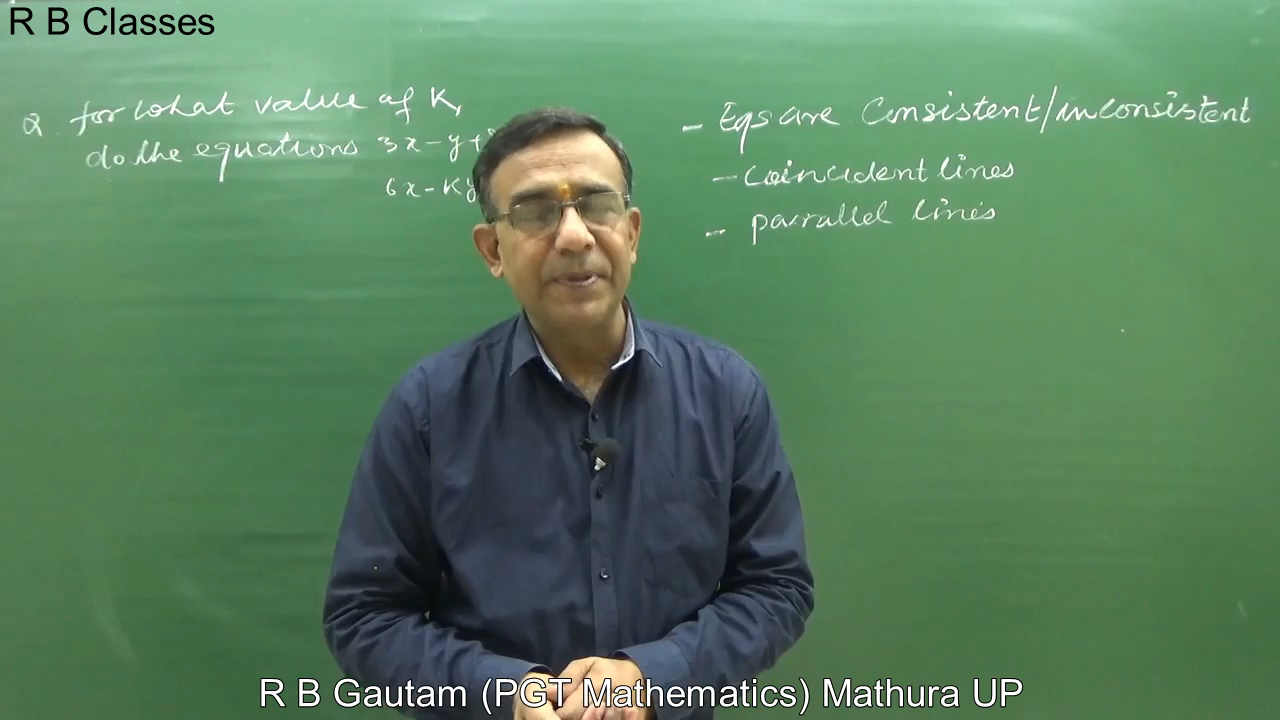 R B Classes
Q. for what value of K,
do the equations 3x-y+8
6x-Ky
- Eqs are Consistent/inconsistent
- coincident lines
- parallel lines
R B Gautam (PGT Mathematics) Mathura UP